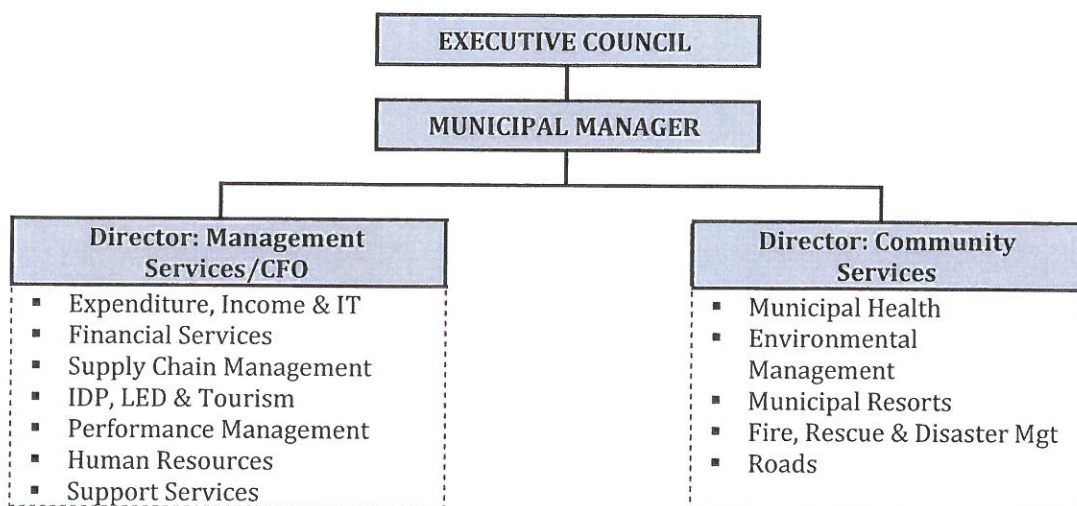 EXECUTIVE COUNCIL
MUNICIPAL MANAGER
Director: Management
Services/CFO
▪ Expenditure, Income & IT
▪ Financial Services
▪ Supply Chain Management
▪ IDP, LED & Tourism
▪ Performance Management
▪ Human Resources
▪ Support Services
Director: Community
Services
▪ Municipal Health
▪ Environmental
Management
▪ Municipal Resorts
▪ Fire, Rescue & Disaster Mgt
▪ Roads